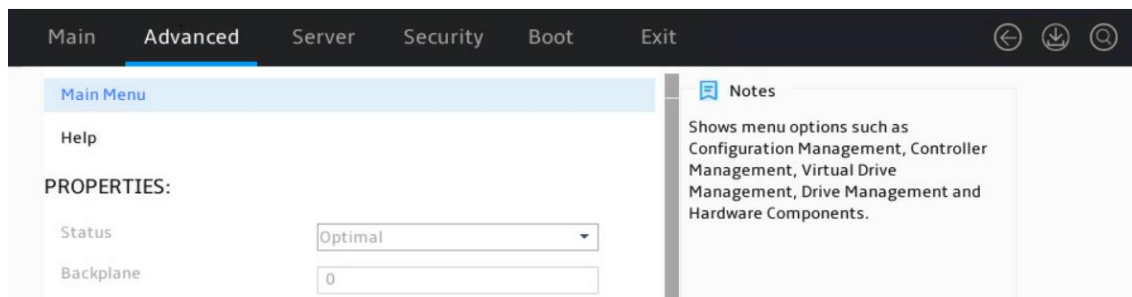 Main Advanced Server Security Boot Exit
Main Menu
Help
PROPERTIES:
Status Optimal
Backplane 0
Notes
Shows menu options such as
Configuration Management, Controller
Management, Virtual Drive
Management, Drive Management and
Hardware Components.